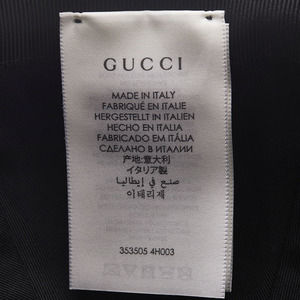 GUCCI
MADE IN ITALY
FABRIQUÉ EN ITALIE
HERGESTELLT IN ITALIEN
HECHO EN ITALIA
FABRICADO EM ITÁLIA
СДЕЛАНО В ИТАЛИИ
产地:意大利
イタリア製
صنع في إيطاليا
이태리제
353505 4H003